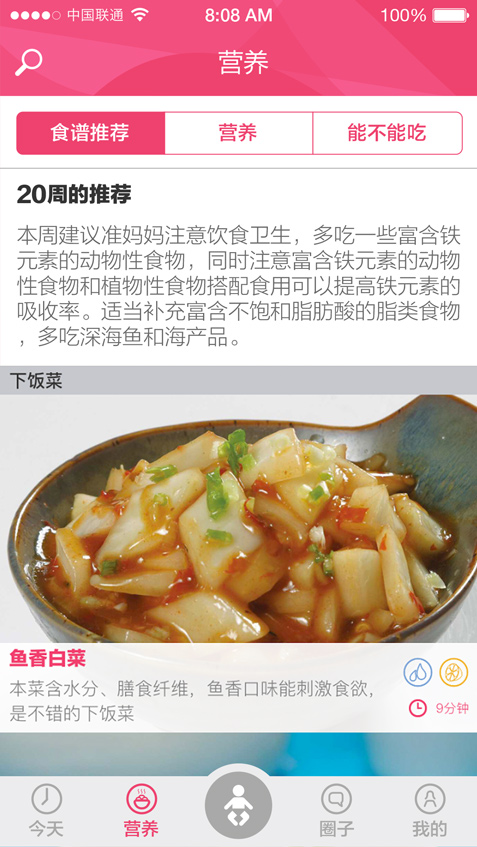 中国联通
8:08 AM
100%
营养
食谱推荐
营养
能不能吃
20周的推荐
本周建议准妈妈注意饮食卫生，多吃一些富含铁
元素的动物性食物，同时注意富含铁元素的动物
性食物和植物性食物搭配食用可以提高铁元素的
吸收率。适当补充富含不饱和脂肪酸的脂类食物
，多吃深海鱼和海产品。
下饭菜
鱼香白菜
本菜含水分、膳食纤维，鱼香口味能刺激食欲，
是不错的下饭菜
9分钟
今天
营养
圈子
我的